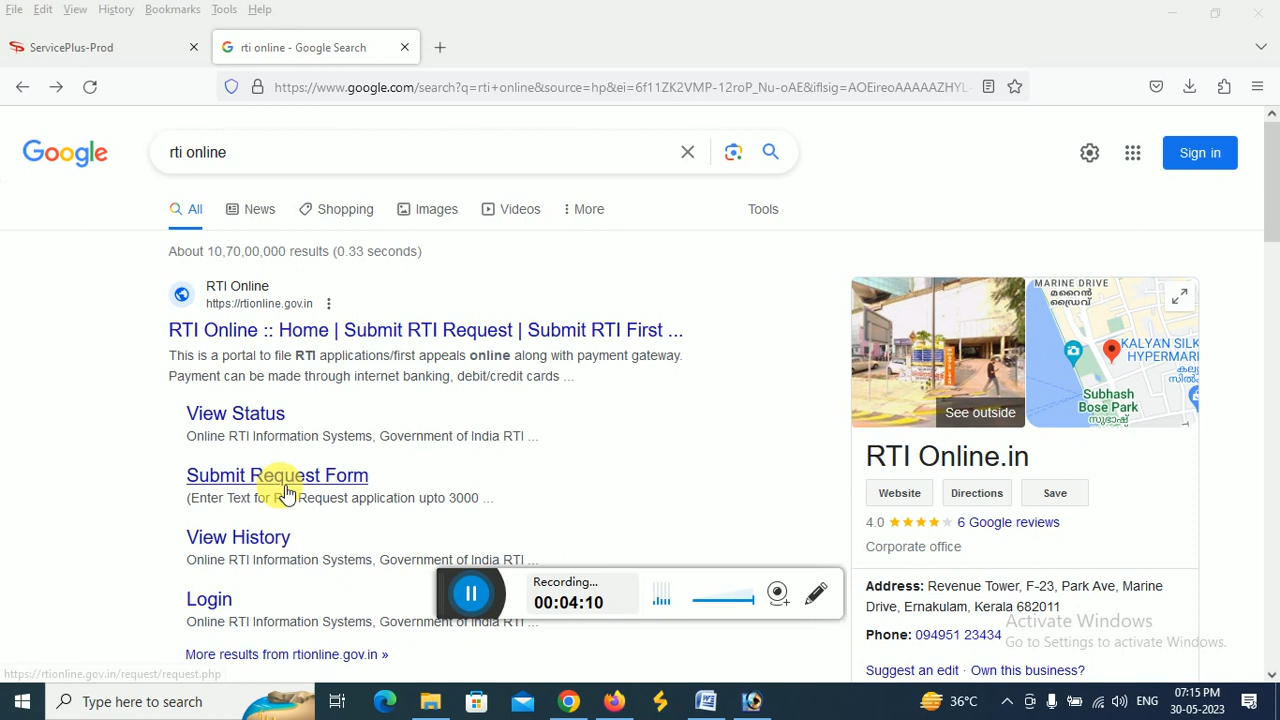 File Edit View History Bookmarks Tools Help
ServicePlus-Prod
rti online - Google Search
https://www.google.com/search?q=rti+online&source=hp&ei=6f11ZK2VMP-12roP_Nu-oAE&iflsig=AOEireoAAAAAZHYL-
Google
rti online
Sign in
All News Shopping Images Videos More Tools
About 10,70,00,000 results (0.33 seconds)
RTI Online
https://rtionline.gov.in
RTI Online :: Home | Submit RTI Request | Submit RTI First ...
This is a portal to file RTI applications/first appeals online along with payment gateway.
Payment can be made through internet banking, debit/credit cards ...
View Status
Online RTI Information Systems, Government of India RTI ...
Submit Request Form
(Enter Text for RTI Request application upto 3000 ...
View History
Online RTI Information Systems, Government of India RTI ...
Login
Online RTI Information Systems, Government of India RTI ...
More results from rtionline.gov.in »
https://rtionline.gov.in/request/request.php
Recording...
00:04:10
See outside
MARINE DRIVE
മറൈൻ
ഡ്രൈവ്
KALYAN SILK
HYPERMAR
Subhash
Bose Park
സുഭാഷ്
RTI Online.in
Website Directions Save
4.0 6 Google reviews
Corporate office
Address: Revenue Tower, F-23, Park Ave, Marine
Drive, Ernakulam, Kerala 682011
Phone: 094951 23434
Suggest an edit · Own this business?
Activate Windows
Go to Settings to activate Windows.
Type here to search
36°C
ENG
07:15 PM
30-05-2023